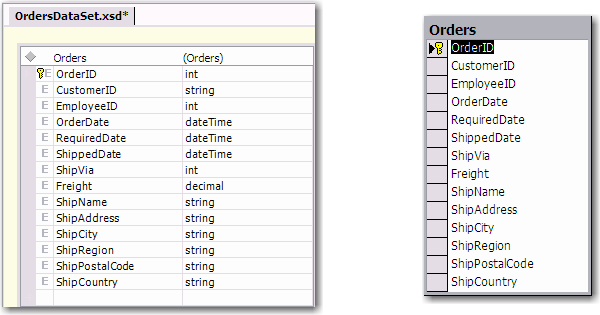 OrdersDataSet.xsd*
Orders (Orders)
E OrderID int
E CustomerID string
E EmployeeID int
E OrderDate dateTime
E RequiredDate dateTime
E ShippedDate dateTime
E ShipVia int
E Freight decimal
E ShipName string
E ShipAddress string
E ShipCity string
E ShipRegion string
E ShipPostalCode string
E ShipCountry string
Orders
OrderID
CustomerID
EmployeeID
OrderDate
RequiredDate
ShippedDate
ShipVia
Freight
ShipName
ShipAddress
ShipCity
ShipRegion
ShipPostalCode
ShipCountry